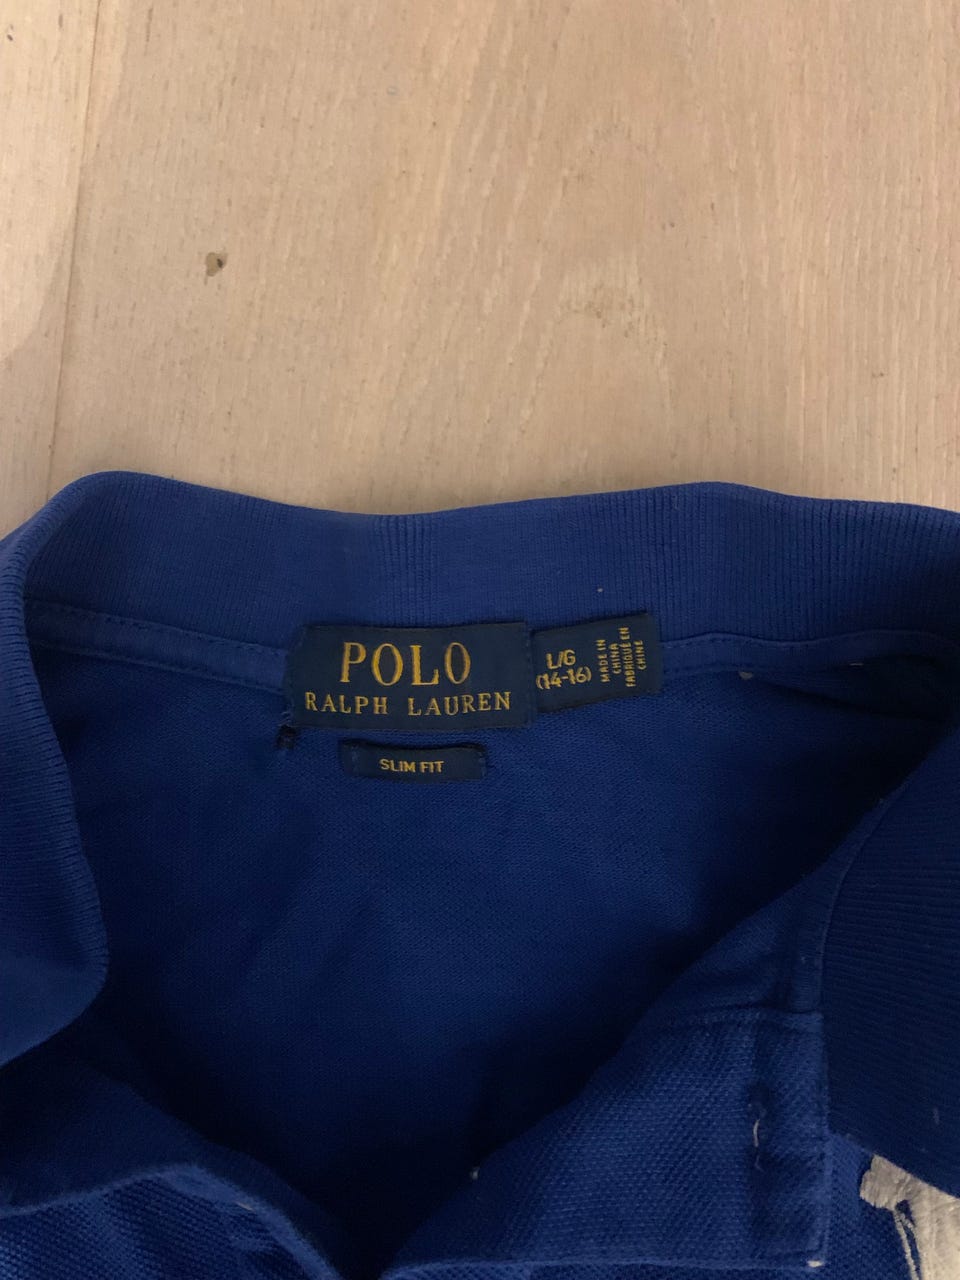 POLO
RALPH LAUREN
L/G
(14-16)
MADE IN
CHINA
FABRIQUÉ EN
CHINE
SLIM FIT